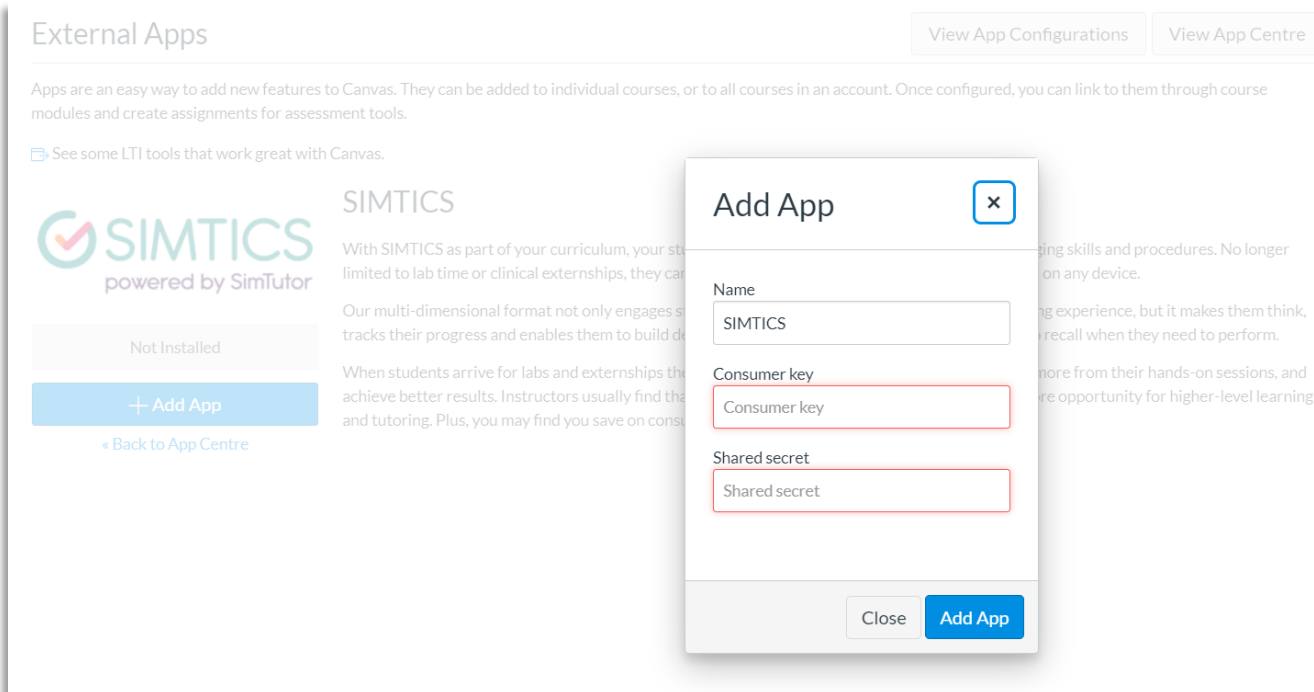 External Apps
View App Configurations
View App Centre
Apps are an easy way to add new features to Canvas. They can be added to individual courses, or to all courses in an account. Once configured, you can link to them through course
modules and create assignments for assessment tools.
See some LTI tools that work great with Canvas.
SIMTICS
powered by SimTutor
Not Installed
+ Add App
« Back to App Centre
SIMTICS
With SIMTICS as part of your curriculum, your stu
ging skills and procedures. No longer
limited to lab time or clinical externships, they can
on any device.
Our multi-dimensional format not only engages s
ng experience, but it makes them think,
tracks their progress and enables them to build de
recall when they need to perform.
When students arrive for labs and externships the
more from their hands-on sessions, and
achieve better results. Instructors usually find tha
re opportunity for higher-level learning
and tutoring. Plus, you may find you save on consu
Add App
×
Name
SIMTICS
Consumer key
Consumer key
Shared secret
Shared secret
Close
Add App